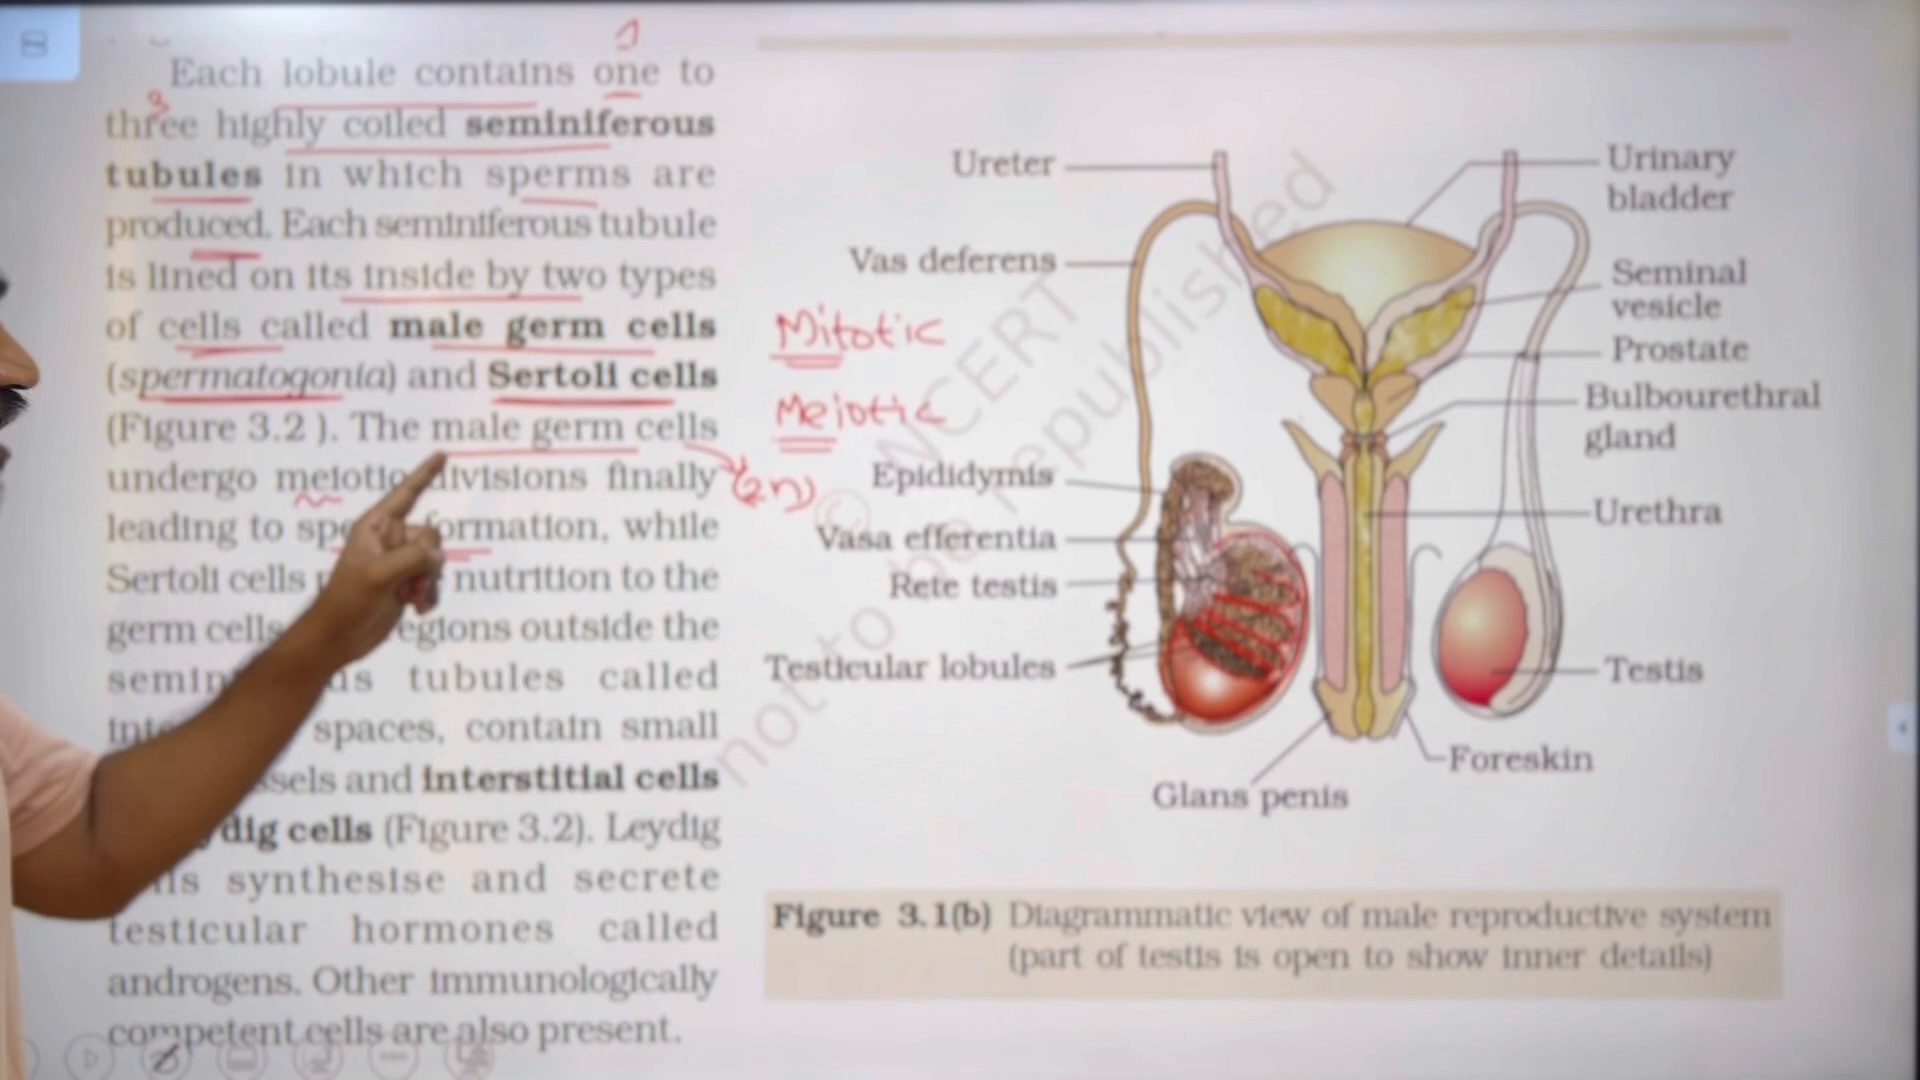 1
Each lobule contains one to
3
three highly coiled seminiferous
tubules in which sperms are
produced. Each seminiferous tubule
is lined on its inside by two types
of cells called male germ cells
(spermatogonia) and Sertoli cells
(Figure 3.2 ). The male germ cells
undergo meiotic divisions finally
leading to formation, while
Sertoli cells nutrition to the
germ cells outside the
tubules called
spaces, contain small
and interstitial cells
cells (Figure 3.2). Leydig
synthesise and secrete
testicular hormones called
androgens. Other immunologically
competent cells are also present.
Mitotic
Meiotic
(2n)
Ureter
Vas deferens
Epididymis
Vasa efferentia
Rete testis
Testicular lobules
Glans penis
Urinary
bladder
Seminal
vesicle
Prostate
Bulbourethral
gland
Urethra
Testis
Foreskin
© NCERT
not to be republished
Figure 3.1(b) Diagrammatic view of male reproductive system
(part of testis is open to show inner details)